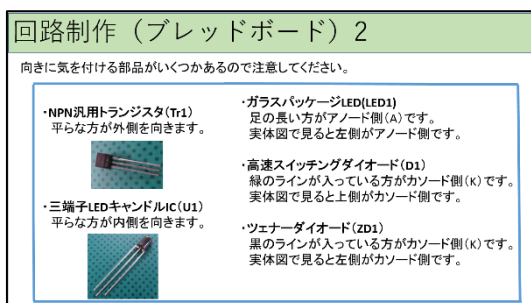 回路制作（ブレッドボード）2
向きに気を付ける部品がいくつかあるので注意してください。
・NPN汎用トランジスタ(Tr1)
平らな方が外側を向きます。
・三端子LEDキャンドルIC(U1)
平らな方が内側を向きます。
・ガラスパッケージLED(LED1)
足の長い方がアノード側(A)です。
実体図で見ると左側がアノード側です。
・高速スイッチングダイオード(D1)
緑のラインが入っている方がカソード側(K)です。
実体図で見ると上側がカソード側です。
・ツェナーダイオード(ZD1)
黒のラインが入っている方がカソード側(K)です。
実体図で見ると左側がカソード側です。